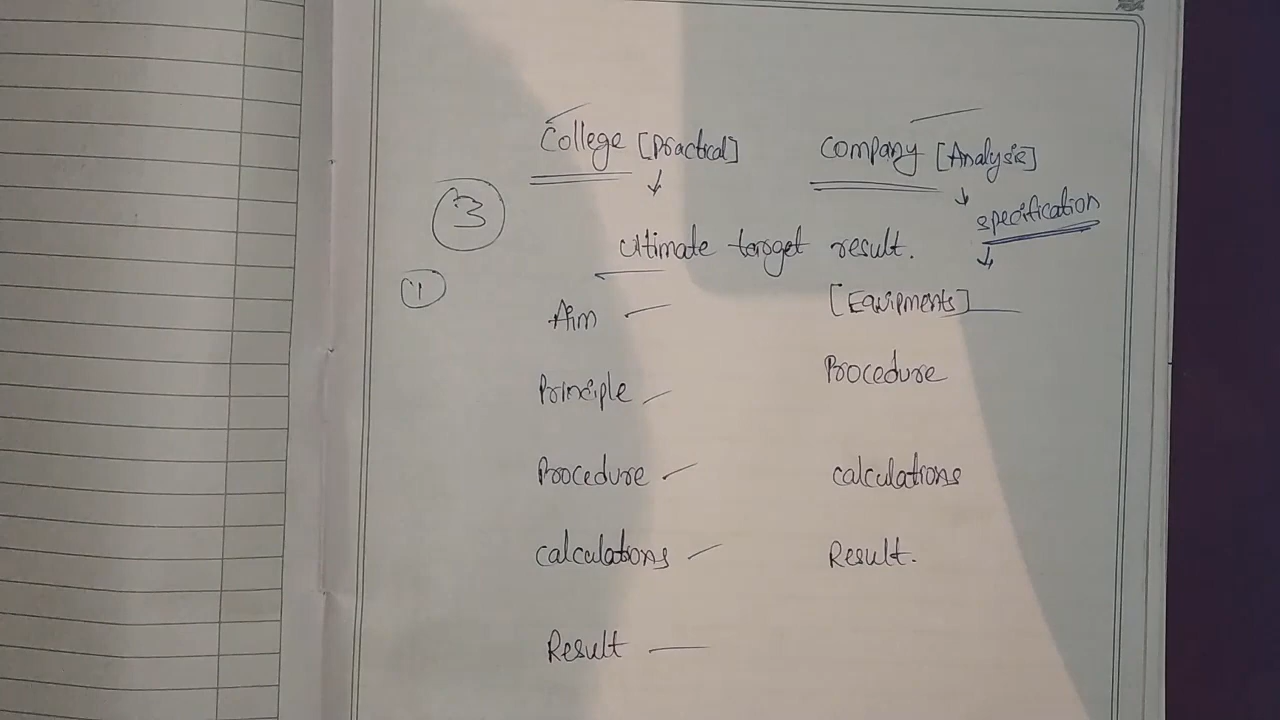 College [Practical] Company [Analysis]
specification
3
Ultimate target result.
1
Aim [Equipments]
Principle Procedure
Procedure calculations
calculations Result.
Result